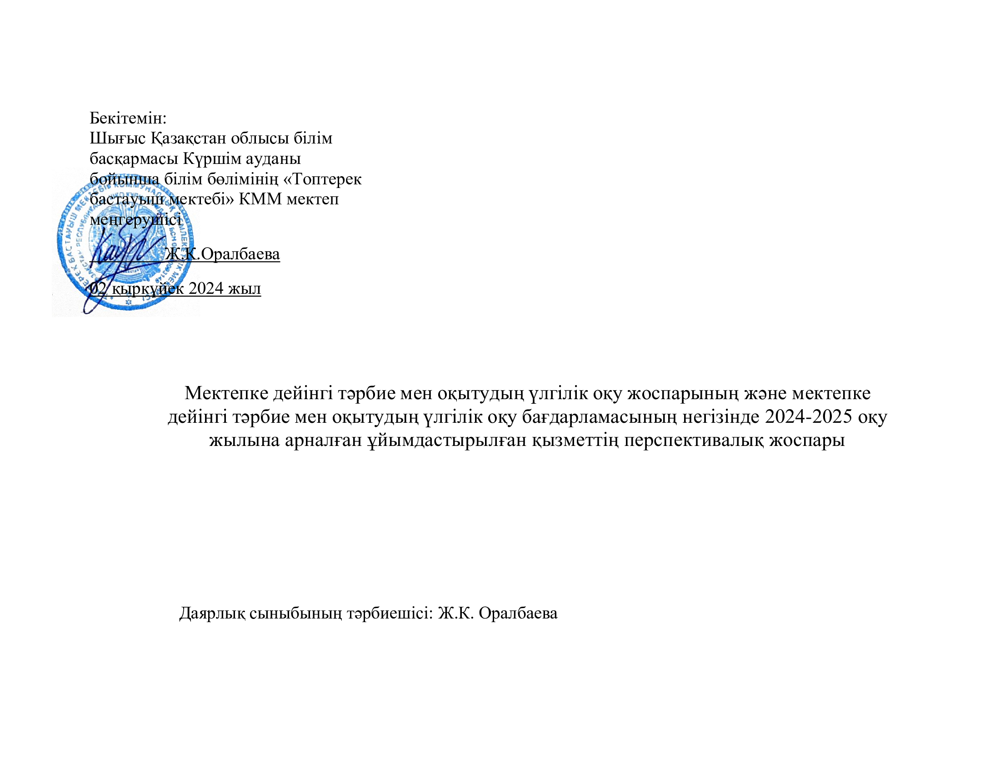 Бекітемін:
Шығыс Қазақстан облысы білім
басқармасы Күршім ауданы
бойынша білім бөлімінің «Топтерек
бастауыш мектебі» КММ мектеп
меңгерушісі
Ж.К.Оралбаева
02 қыркүйек 2024 жыл
Мектепке дейінгі тәрбие мен оқытудың үлгілік оқу жоспарының және мектепке
дейінгі тәрбие мен оқытудың үлгілік оқу бағдарламасының негізінде 2024-2025 оқу
жылына арналған ұйымдастырылған қызметтің перспективалық жоспары
Даярлық сыныбының тәрбиешісі: Ж.К. Оралбаева